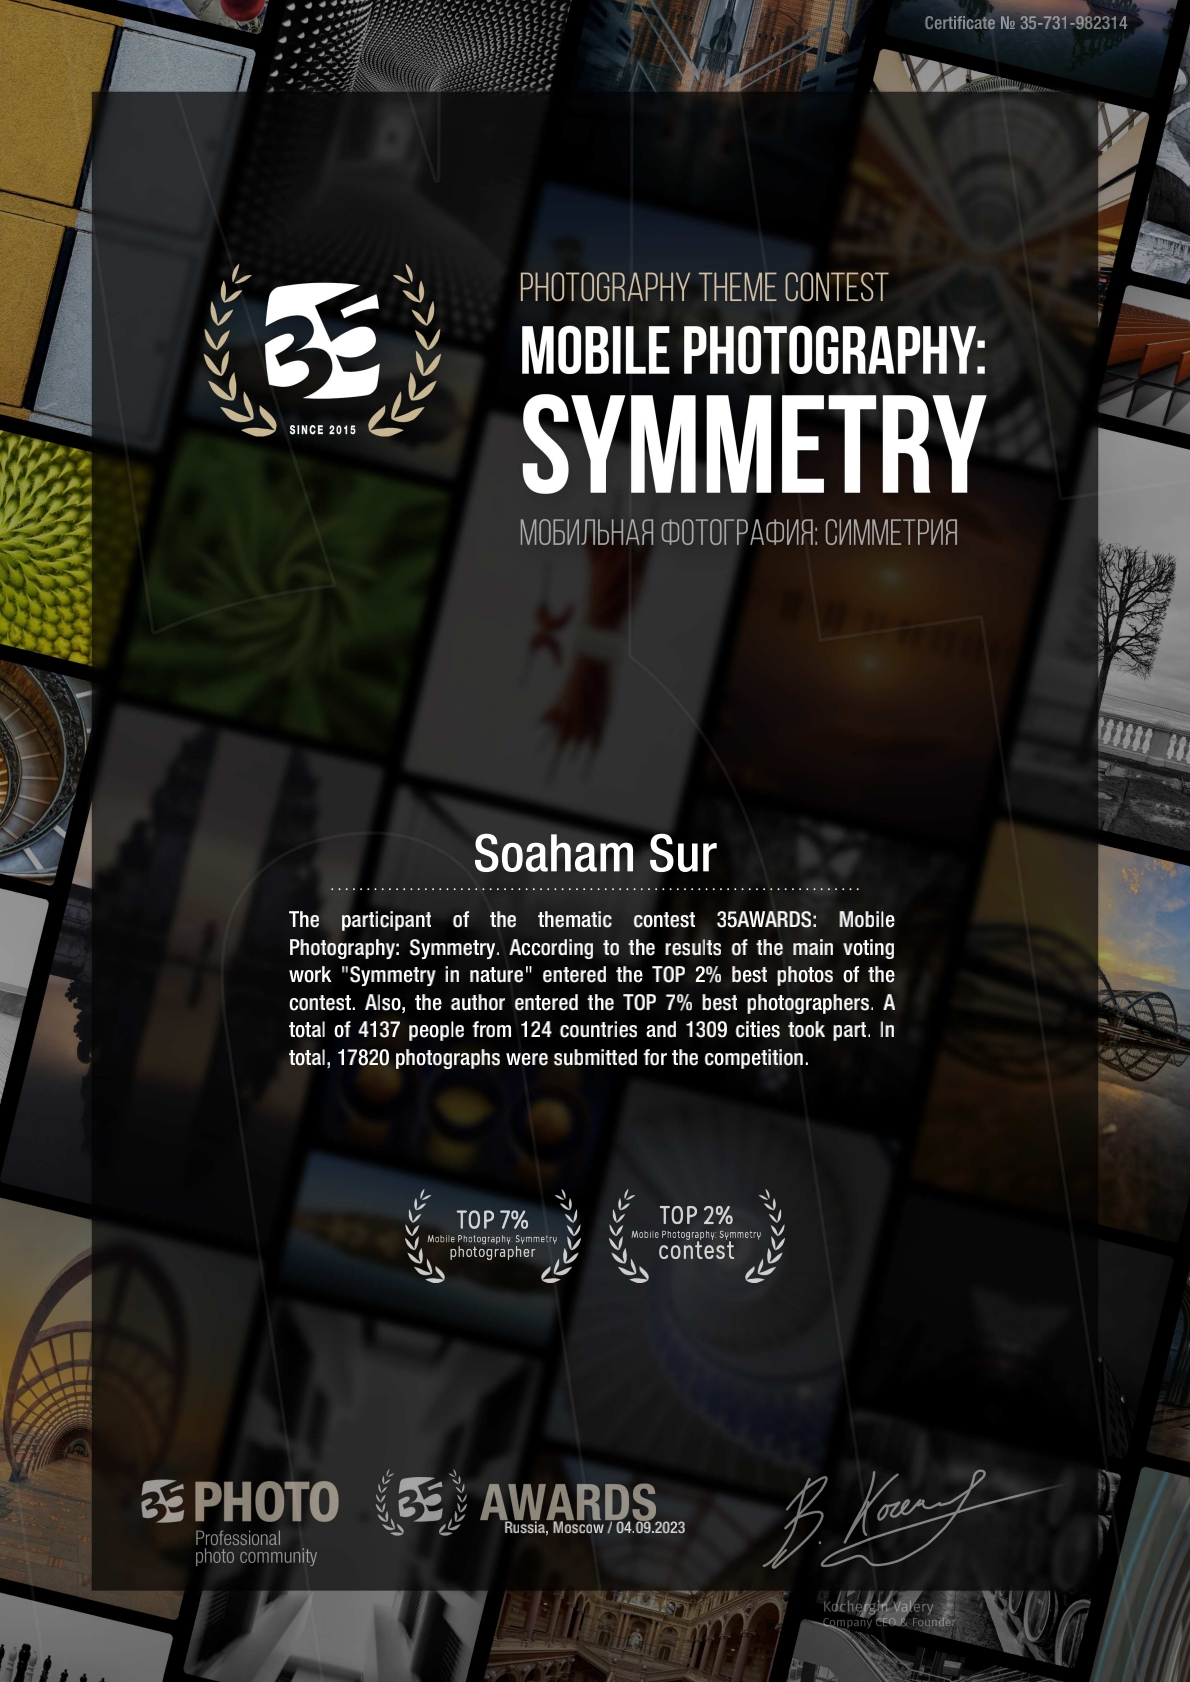 Certificate № 35-731-982314
35
SINCE 2015
PHOTOGRAPHY THEME CONTEST
MOBILE PHOTOGRAPHY:
SYMMETRY
МОБИЛЬНАЯ ФОТОГРАФИЯ: СИММЕТРИЯ
Soaham Sur
The participant of the thematic contest 35AWARDS: Mobile
Photography: Symmetry. According to the results of the main voting
work "Symmetry in nature" entered the TOP 2% best photos of the
contest. Also, the author entered the TOP 7% best photographers. A
total of 4137 people from 124 countries and 1309 cities took part. In
total, 17820 photographs were submitted for the competition.
TOP 7%
Mobile Photography: Symmetry
photographer
TOP 2%
Mobile Photography: Symmetry
contest
35 PHOTO
Professional
photo community
35 AWARDS
Russia, Moscow / 04.09.2023
Kochergin Valery
Company CEO & Founder